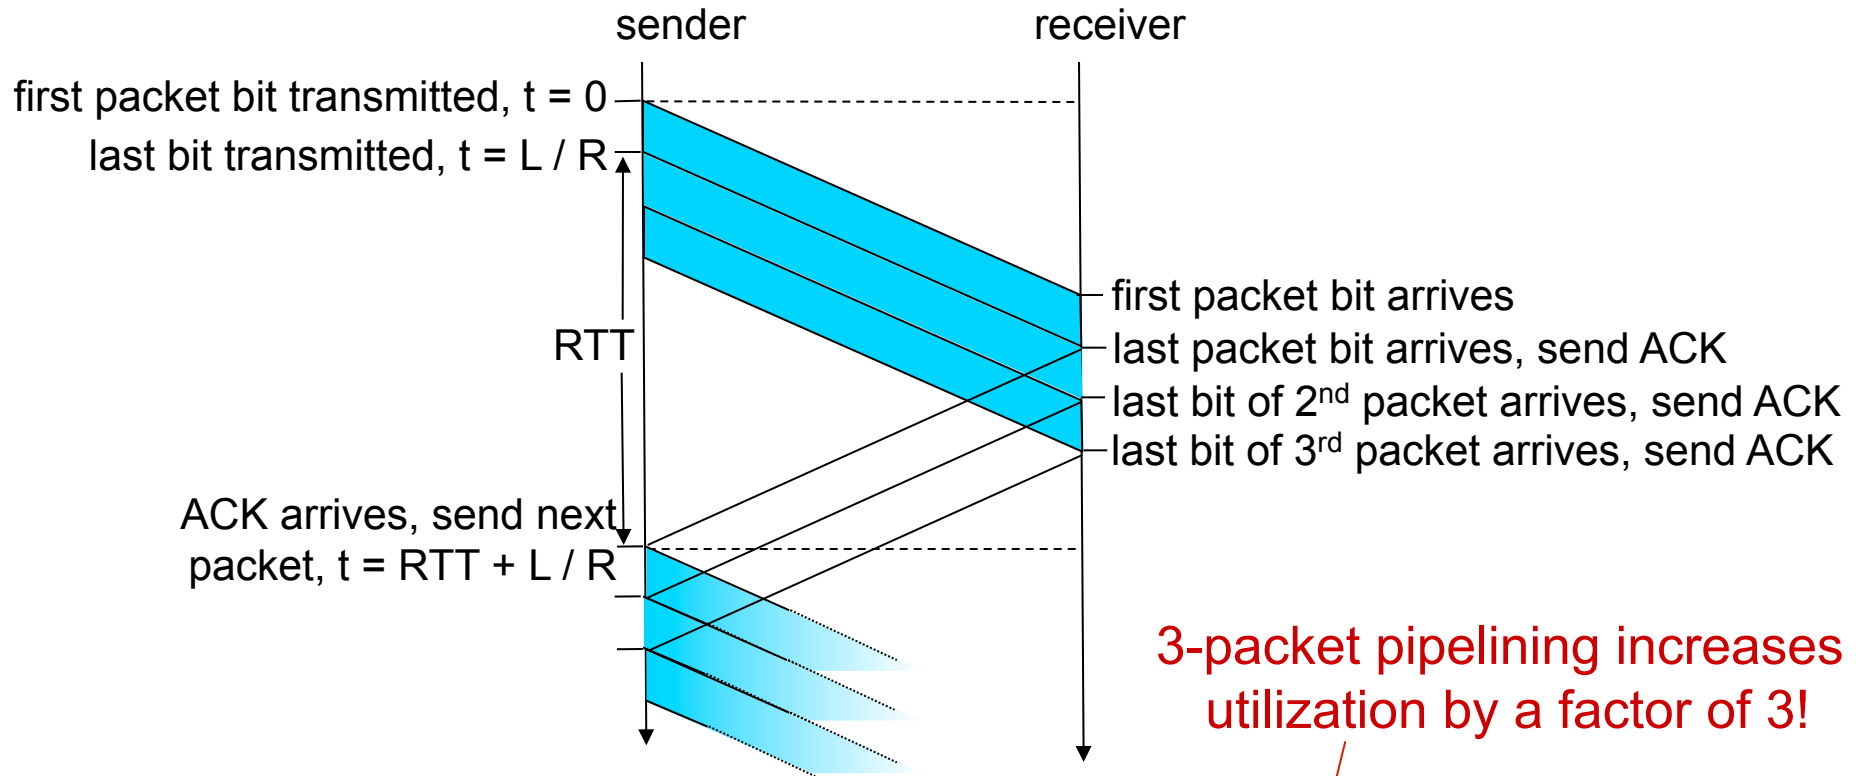 sender
receiver
first packet bit transmitted, t = 0
last bit transmitted, t = L / R
first packet bit arrives
RTT
last packet bit arrives, send ACK
last bit of 2nd packet arrives, send ACK
last bit of 3rd packet arrives, send ACK
ACK arrives, send next
packet, t = RTT + L / R
3-packet pipelining increases
utilization by a factor of 3!